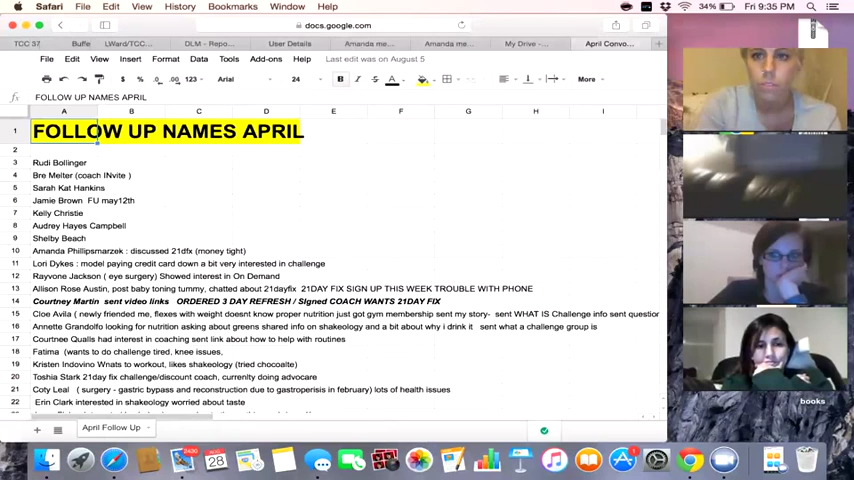 Safari File Edit View History Bookmarks Window Help 34% Fri 9:35 PM
docs.google.com
TCC 37 Buffe LWard/TCC... DLM - Repo... User Details Amanda me... Amanda me... My Drive -... April Convo...
File Edit View Insert Format Data Tools Add-ons Help Last edit was on August 5
$ % .0 .00 123 Arial 24 B I S A More
fx FOLLOW UP NAMES APRIL
A B C D E F G H I
1 FOLLOW UP NAMES APRIL
2
3 Rudi Bollinger
4 Bre Melter (coach INvite )
5 Sarah Kat Hankins
6 Jamie Brown FU may12th
7 Kelly Christie
8 Audrey Hayes Campbell
9 Shelby Beach
10 Amanda Phillipsmarzek : discussed 21dfx (money tight)
11 Lori Dykes : model paying credit card down a bit very interested in challenge
12 Rayvone Jackson ( eye surgery) Showed interest in On Demand
13 Allison Rose Austin, post baby toning tummy, chatted about 21dayfix 21DAY FIX SIGN UP THIS WEEK TROUBLE WITH PHONE
14 Courtney Martin sent video links ORDERED 3 DAY REFRESH / SIgned COACH WANTS 21DAY FIX
15 Cloe Avila ( newly friended me, flexes with weight doesnt know proper nutrition just got gym membership sent my story- sent WHAT IS Challenge info sent question
16 Annette Grandolfo looking for nutrition asking about greens shared info on shakeology and a bit about why i drink it sent what a challenge group is
17 Courtnee Qualls had interest in coaching sent link about how to help with routines
18 Fatima (wants to do challenge tired, knee issues,
19 Kristen Indovino Wnats to workout, likes shakeology (tried chocoalte)
20 Toshia Stark 21day fix challenge/discount coach, currenlty doing advocare
21 Coty Leal ( surgery - gastric bypass and reconstruction due to gastroperisis in february) lots of health issues
22 Erin Clark interested in shakeology worried about taste
April Follow Up
books
2430
28
1